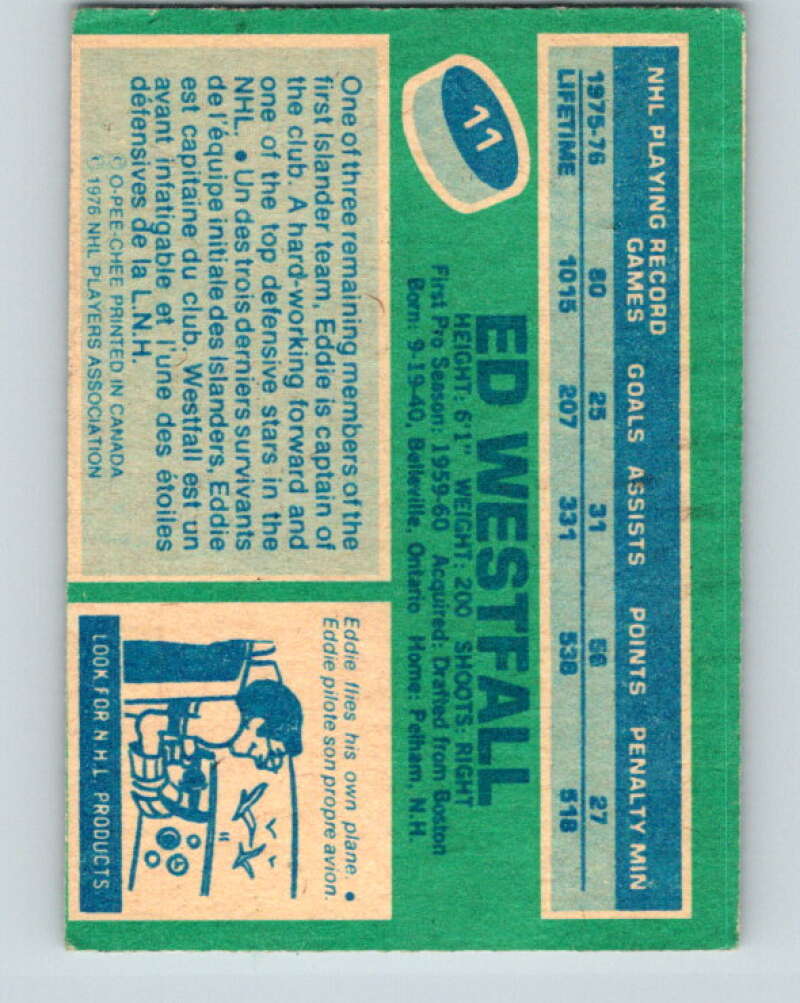 NHL PLAYING RECORD
GAMES GOALS ASSISTS POINTS PENALTY MIN
1975-76 80 25 31 56 27
LIFETIME 1015 207 331 538 518
11
ED WESTFALL
HEIGHT: 6'1" WEIGHT: 200 SHOOTS: RIGHT
First Pro Season: 1959-60 Acquired: Drafted from Boston
Born: 9-19-40, Belleville, Ontario Home: Pelham, N.H.
One of three remaining members of the
first Islander team, Eddie is captain of
the club. A hard-working forward and
one of the top defensive stars in the
NHL. • Un des trois derniers survivants
de l'équipe initiale des Islanders, Eddie
est capitaine du club. Westfall est un
avant infatigable et l'une des étoiles
défensives de la L.N.H.
© O-PEE-CHEE PRINTED IN CANADA
© 1976 NHL PLAYERS ASSOCIATION
Eddie flies his own plane. •
Eddie pilote son propre avion.
LOOK FOR N.H.L. PRODUCTS